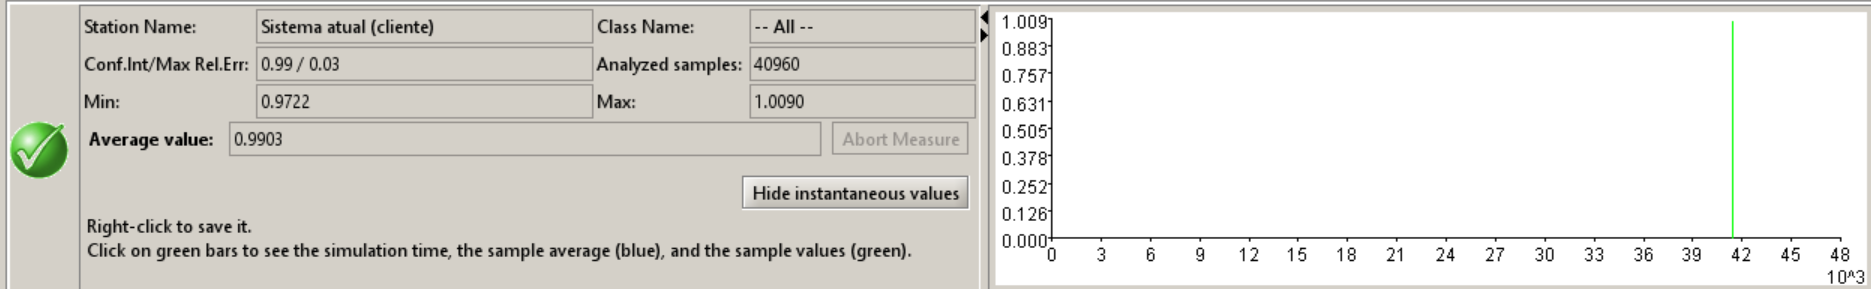 Station Name: Sistema atual (cliente) Class Name: -- All --
Conf.Int/Max Rel.Err: 0.99 / 0.03 Analyzed samples: 40960
Min: 0.9722 Max: 1.0090
Average value: 0.9903 Abort Measure
Hide instantaneous values
Right-click to save it.
Click on green bars to see the simulation time, the sample average (blue), and the sample values (green).
1.009
0.883
0.757
0.631
0.505
0.378
0.252
0.126
0.000
0 3 6 9 12 15 18 21 24 27 30 33 36 39 42 45 48
10^3